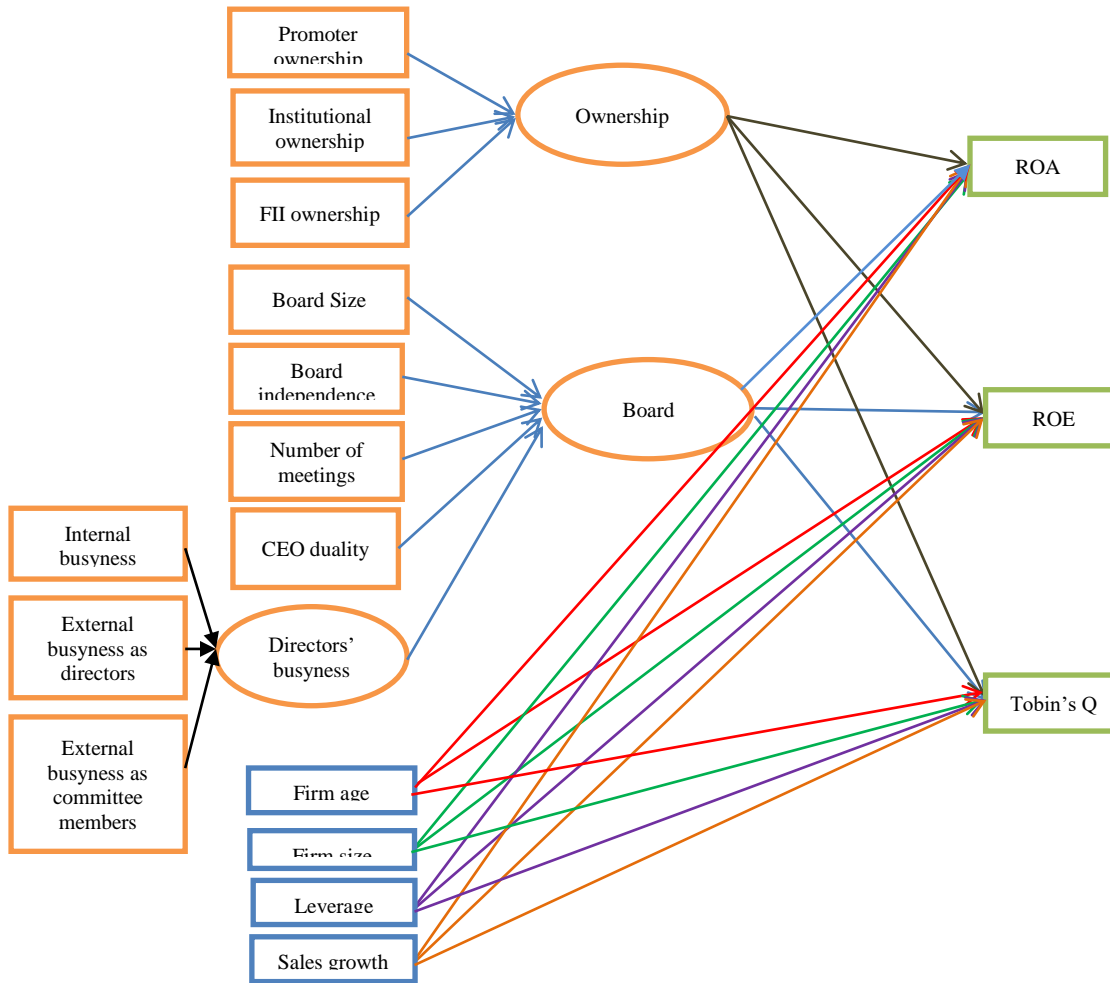 Promoter
ownership
Institutional
ownership
FII ownership
Ownership
ROA
Board Size
Board
independence
Number of
meetings
CEO duality
Board
ROE
Internal
busyness
External
busyness as
directors
External
busyness as
committee
members
Directors’
busyness
Tobin’s Q
Firm age
Firm size
Leverage
Sales growth